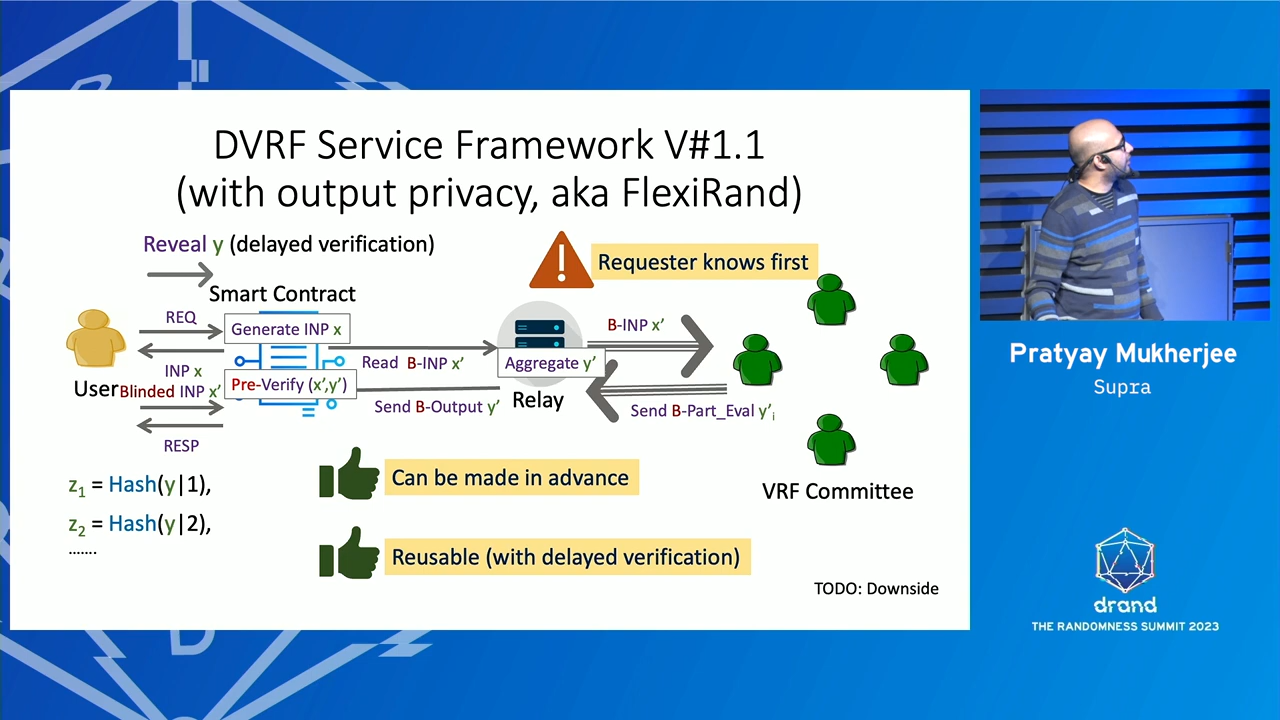 DVRF Service Framework V#1.1
(with output privacy, aka FlexiRand)
Reveal y (delayed verification)
Requester knows first
Smart Contract
REQ
Generate INP x
B-INP x’
INP x
Read B-INP x’
Aggregate y’
User
Blinded INP x’
Pre-Verify (x’,y’)
Send B-Output y’
Relay
Send B-Part_Eval y’i
RESP
z1 = Hash(y|1),
Can be made in advance
VRF Committee
z2 = Hash(y|2),
.......
Reusable (with delayed verification)
TODO: Downside
Pratyay Mukherjee
Supra
drand
THE RANDOMNESS SUMMIT 2023